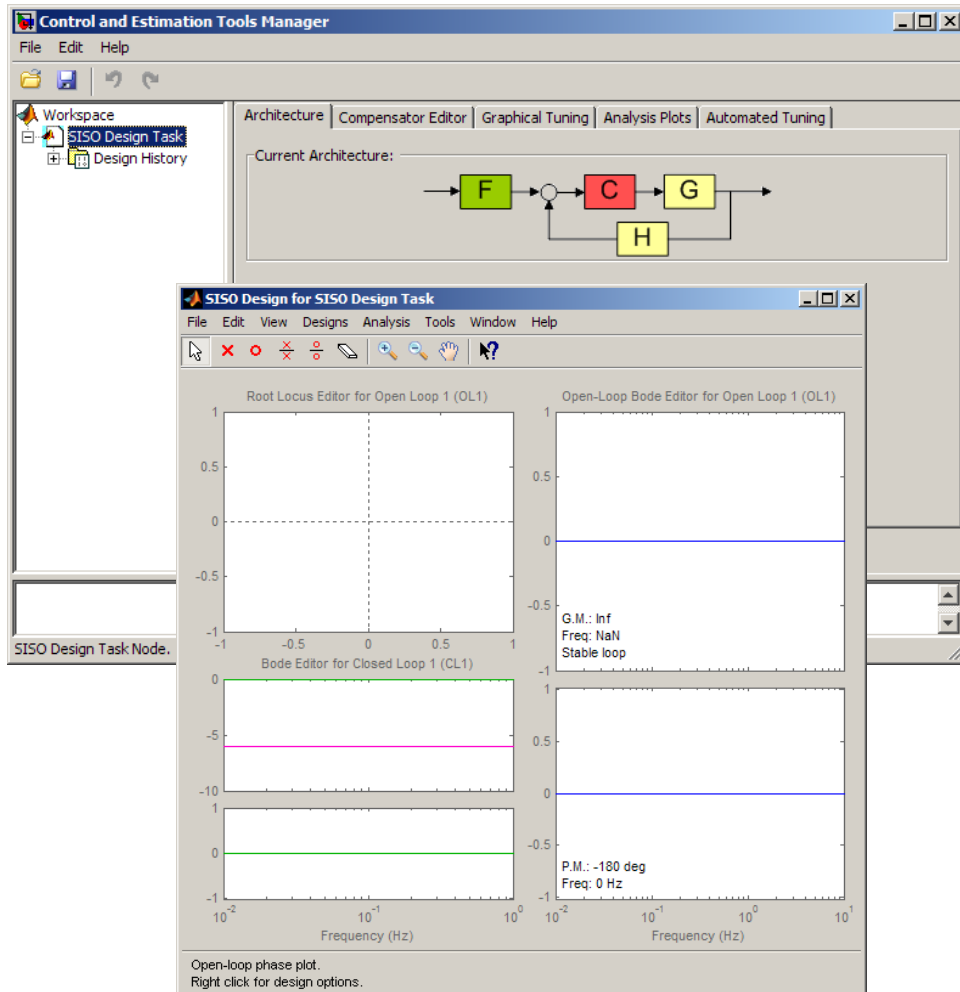 Control and Estimation Tools Manager
File Edit Help
Workspace
SISO Design Task
Design History
Architecture Compensator Editor Graphical Tuning Analysis Plots Automated Tuning
Current Architecture:
F C G
H
SISO Design Task Node.
SISO Design for SISO Design Task
File Edit View Designs Analysis Tools Window Help
Root Locus Editor for Open Loop 1 (OL1)
1
0.5
0
-0.5
-1
-1 -0.5 0 0.5 1
Open-Loop Bode Editor for Open Loop 1 (OL1)
1
0.5
0
-0.5
-1
G.M.: Inf
Freq: NaN
Stable loop
Bode Editor for Closed Loop 1 (CL1)
0
-5
-10
1
0
-1
10^-2 10^-1 10^0
Frequency (Hz)
1
0.5
0
-0.5
-1
P.M.: -180 deg
Freq: 0 Hz
10^-2 10^-1 10^0 10^1
Frequency (Hz)
Open-loop phase plot.
Right click for design options.